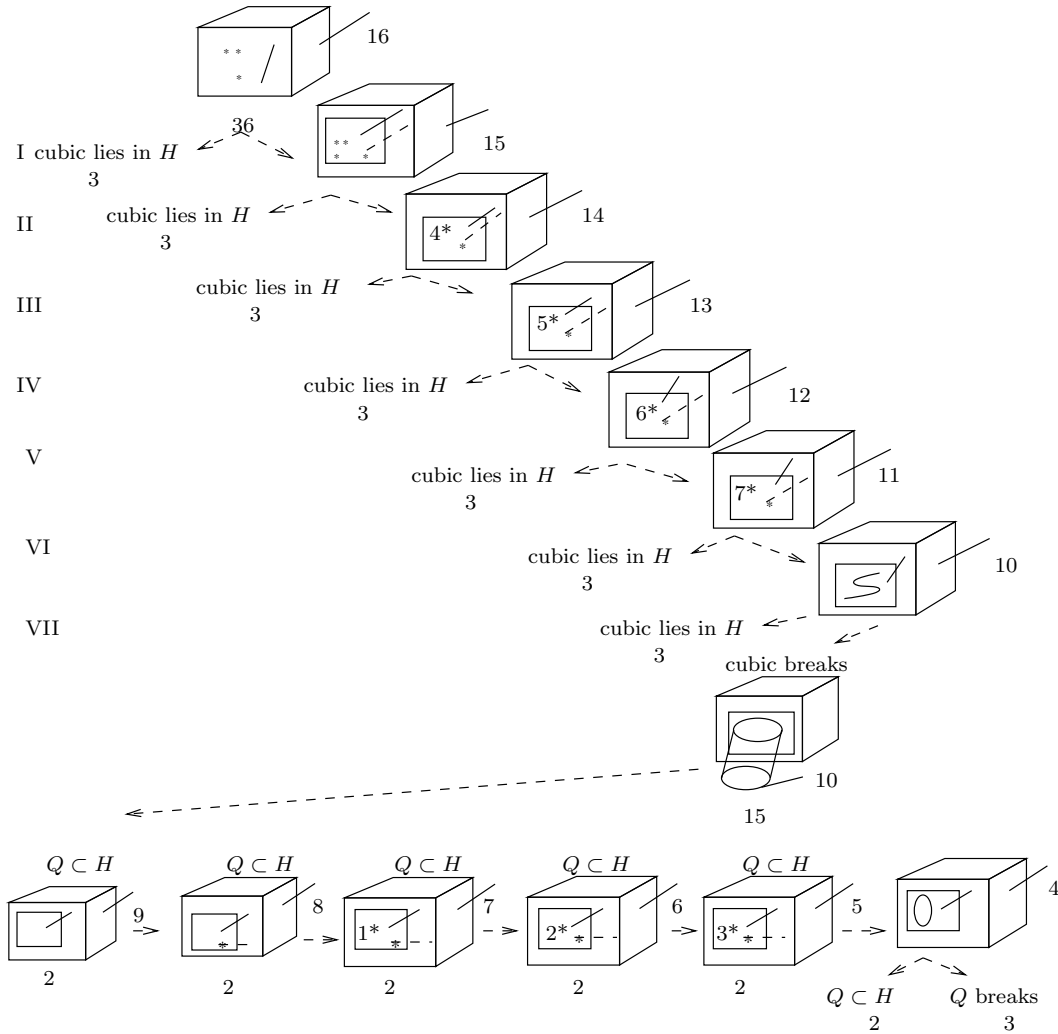 16
* *
*
36
I cubic lies in H
3
15
* *
* *
II
cubic lies in H
3
14
4*
*
III
cubic lies in H
3
13
5*
*
IV
cubic lies in H
3
12
6*
*
V
cubic lies in H
3
11
7*
*
VI
cubic lies in H
3
10
VII
cubic lies in H
3
cubic breaks
10
15
Q ⊂ H
Q ⊂ H
Q ⊂ H
Q ⊂ H
Q ⊂ H
9
8
7
6
5
4
*
1*
*
2*
*
3*
*
2
2
2
2
2
Q ⊂ H
2
Q breaks
3